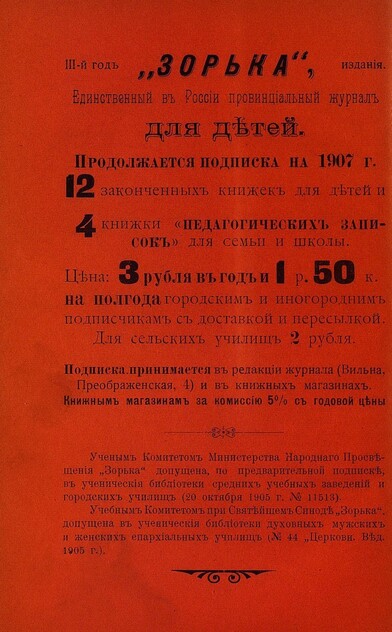 III-й годъ „ЗОРЬКА“, изданія.
Единственный въ Россіи провинціальный журналъ
ДЛЯ ДѢТЕЙ.
Продолжается подписка на 1907 г.
12 законченныхъ книжекъ для дѣтей и
4 книжки «ПЕДАГОГИЧЕСКИХЪ ЗАПИ-
СОКЪ» для семьи и школы.
Цѣна: 3 рубля въ годъ и 1 р. 50 к.
на полгода городскимъ и иногороднимъ
подписчикамъ съ доставкой и пересылкой.
Для сельскихъ училищъ 2 рубля.
Подписка принимается въ редакціи журнала (Вильна,
Преображенская, 4) и въ книжныхъ магазинахъ.
Книжнымъ магазинамъ за комиссію 5% съ годовой цѣны
Ученымъ Комитетомъ Министерства Народнаго Просвѣ-
щенія „Зорька“ допущена, по предварительной подпискѣ,
въ ученическія библіотеки среднихъ учебныхъ заведеній и
городскихъ училищъ (20 октября 1905 г. № 11513).
Учебнымъ Комитетомъ при Святѣйшемъ Синодѣ „Зорька“,
допущена въ ученическія библіотеки духовныхъ мужскихъ
и женскихъ епархіальныхъ училищъ (№ 44 „Церковн. Вѣд.
1905 г.).